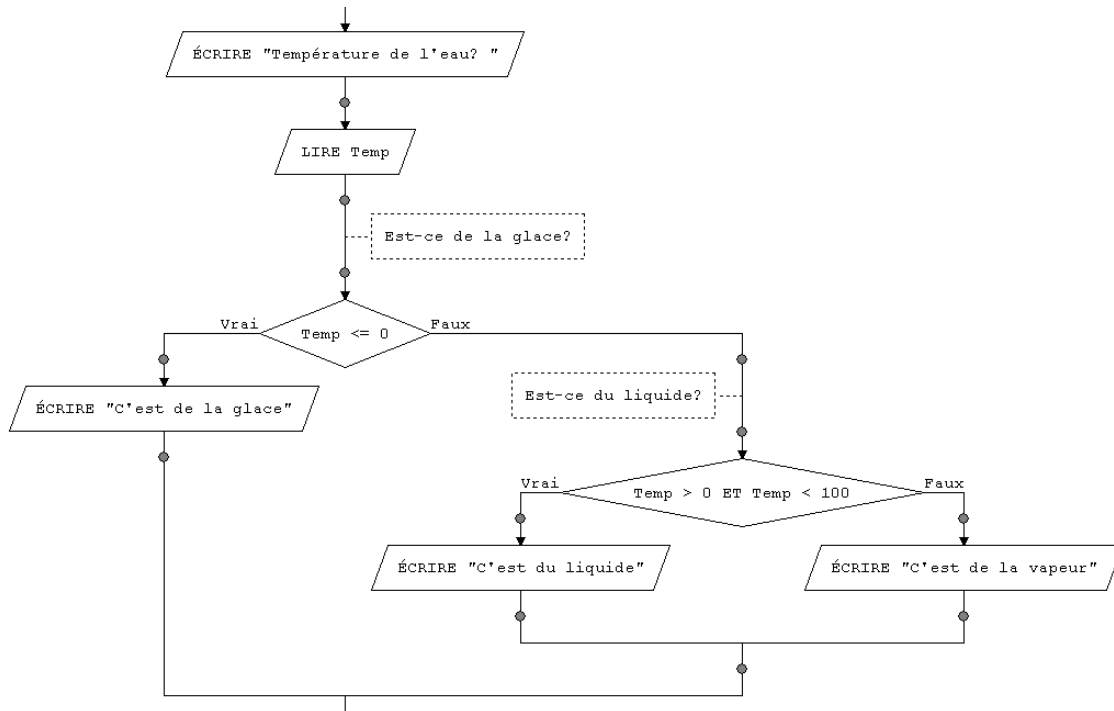 ÉCRIRE "Température de l'eau? "
LIRE Temp
Est-ce de la glace?
Vrai
Temp <= 0
Faux
ÉCRIRE "C'est de la glace"
Est-ce du liquide?
Vrai
Temp > 0 ET Temp < 100
Faux
ÉCRIRE "C'est du liquide"
ÉCRIRE "C'est de la vapeur"